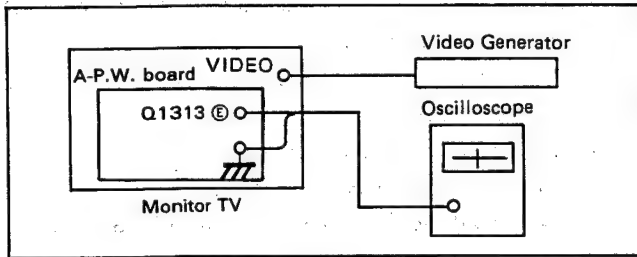 Video Generator
A-P.W. board VIDEO
Oscilloscope
Q1313 Ⓔ
Monitor TV